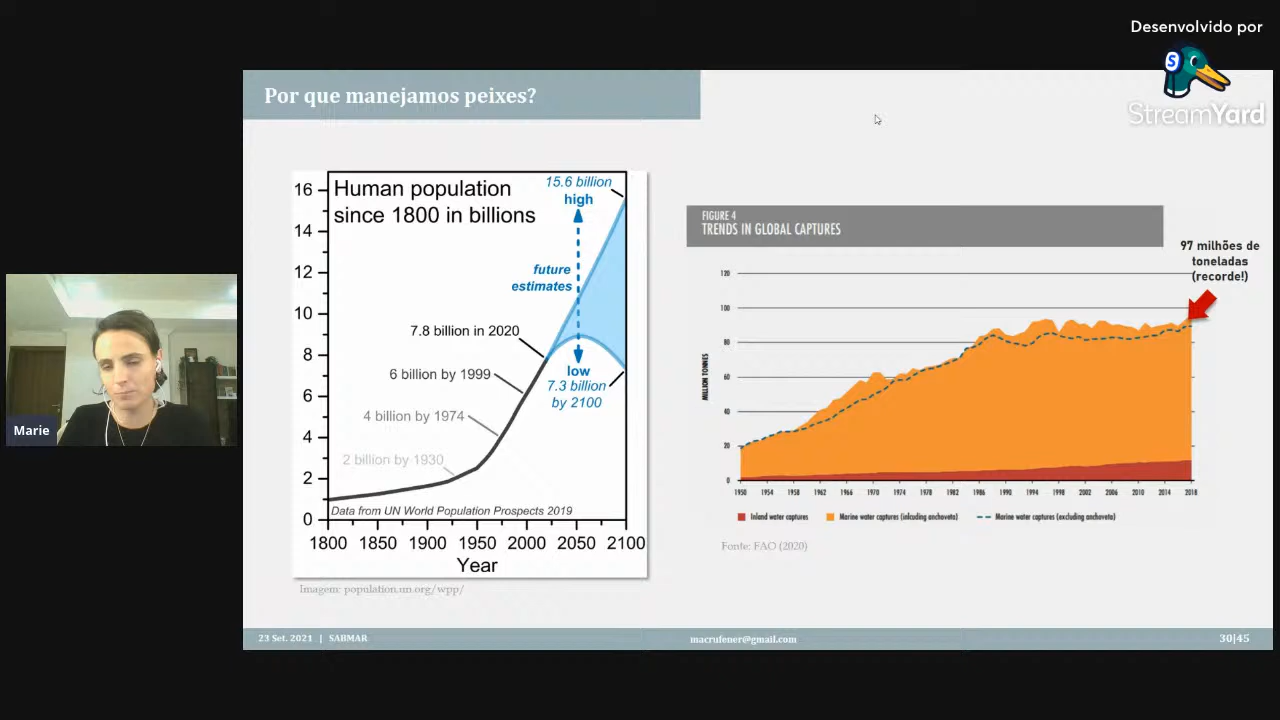 Desenvolvido por
S
StreamYard
Por que manejamos peixes?
Human population
since 1800 in billions
16
14
12
10
8
6
4
2
0
15.6 billion
high
future
estimates
7.8 billion in 2020
6 billion by 1999
4 billion by 1974
2 billion by 1930
low
7.3 billion
by 2100
Data from UN World Population Prospects 2019
1800 1850 1900 1950 2000 2050 2100
Year
Imagem: population.un.org/wpp/
FIGURE 4
TRENDS IN GLOBAL CAPTURES
97 milhões de
toneladas
(recorde!)
MILLION TONNES
120
100
80
60
40
20
0
1950 1954 1958 1962 1966 1970 1974 1978 1982 1986 1990 1994 1998 2002 2006 2010 2014 2018
Inland water captures Marine water captures (inlcuding anchoveta) Marine water captures (excluding anchoveta)
Fonte: FAO (2020)
Marie
23 Set. 2021 | SABMAR macrufener@gmail.com 30|45